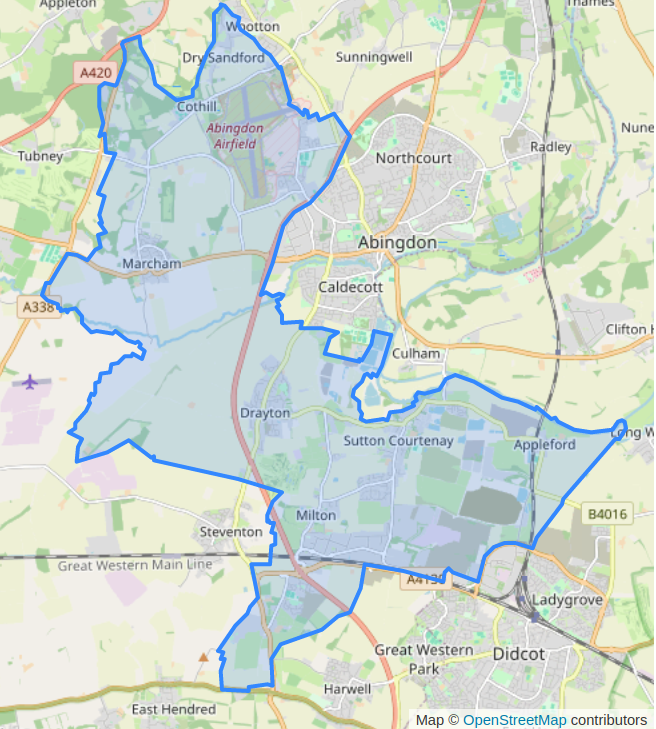 Appleton
Thames
Wootton
Dry Sandford
Sunningwell
A420
Cothill
Abingdon
Airfield
Nune
Tubney
Northcourt
Radley
Abingdon
Marcham
Caldecott
A338
Clifton H
Culham
Drayton
Sutton Courtenay
Appleford
Long W
Milton
B4016
Steventon
Great Western Main Line
A4130
Ladygrove
Great Western
Park
Didcot
Harwell
East Hendred
Map © OpenStreetMap contributors